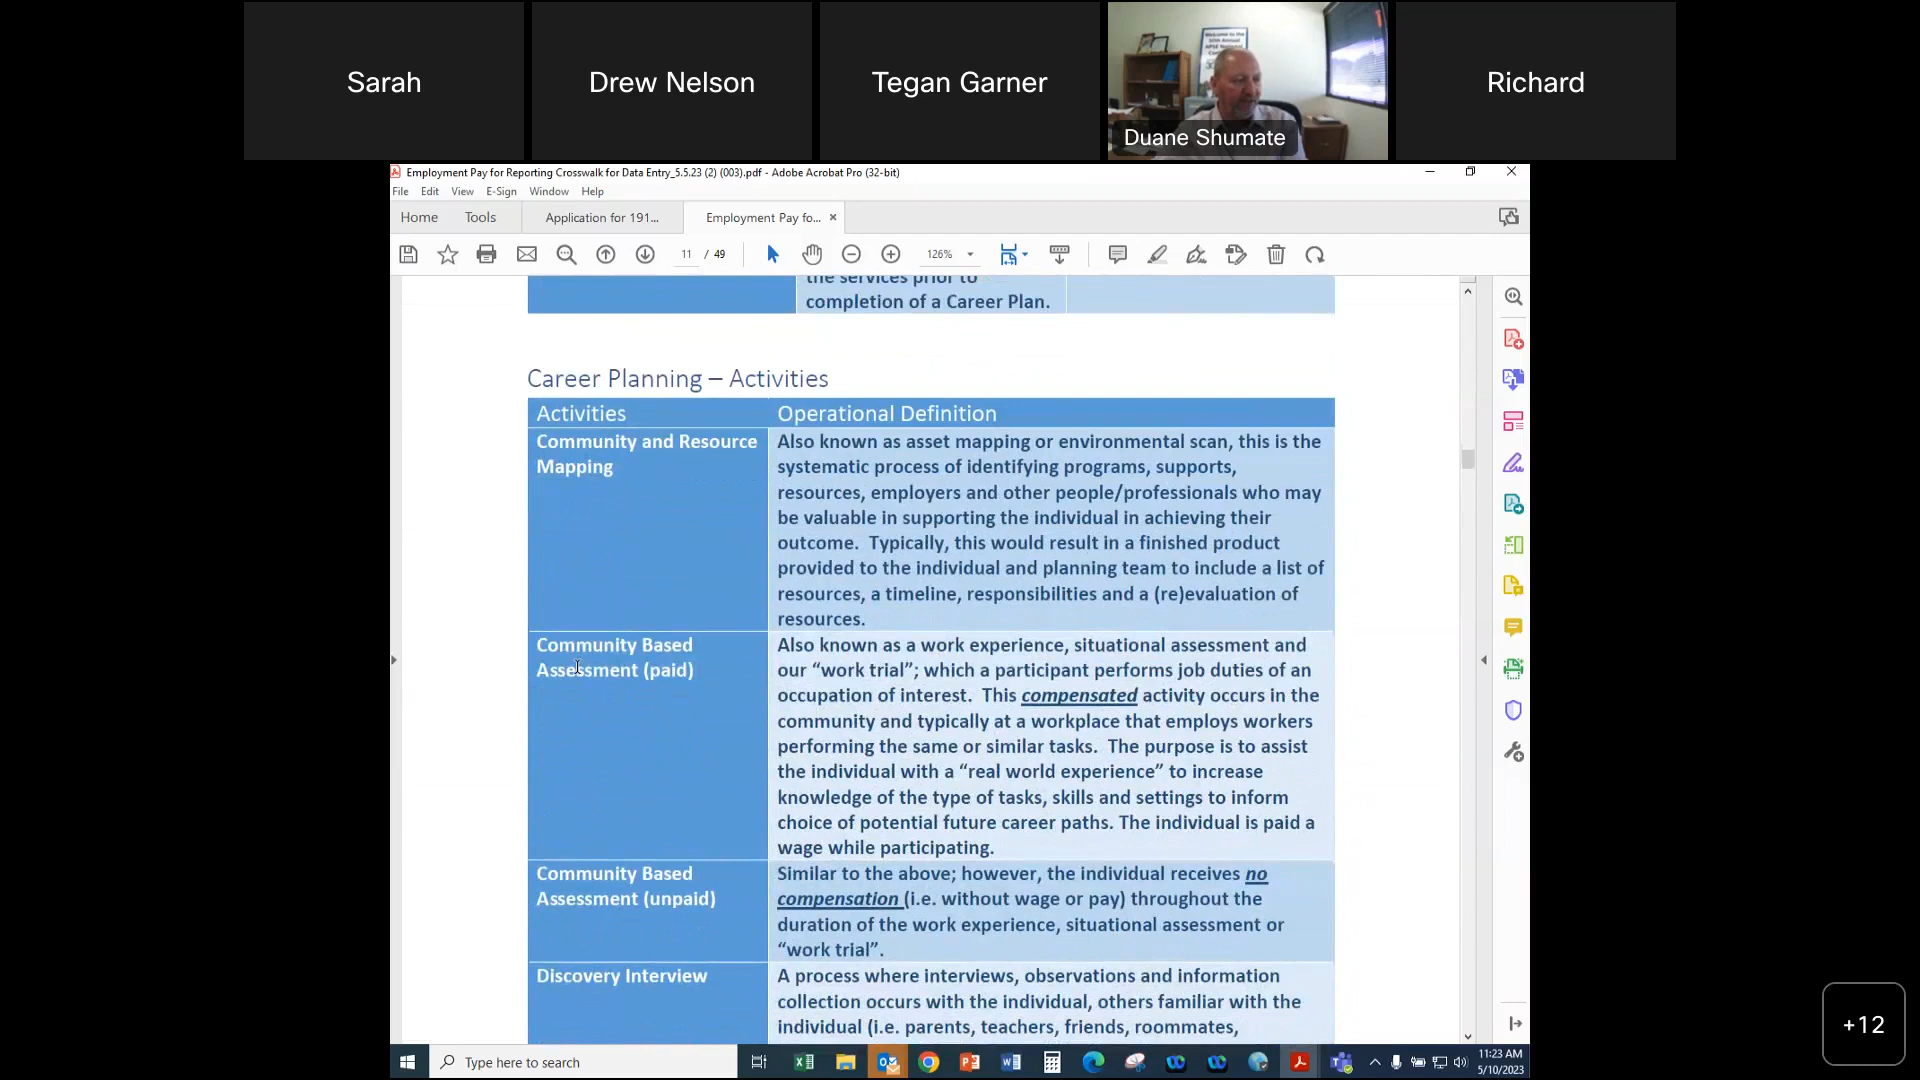 Sarah
Drew Nelson
Tegan Garner
Welcome to the
Duane Shumate
Richard
Employment Pay for Reporting Crosswalk for Data Entry_5.5.23 (2) (003).pdf - Adobe Acrobat Pro (32-bit)
File Edit View E-Sign Window Help
Home Tools Application for 191... Employment Pay fo... ×
11 / 49 126%
the services prior to
completion of a Career Plan.
Career Planning – Activities
Activities Operational Definition
Community and Resource
Mapping
Also known as asset mapping or environmental scan, this is the
systematic process of identifying programs, supports,
resources, employers and other people/professionals who may
be valuable in supporting the individual in achieving their
outcome.  Typically, this would result in a finished product
provided to the individual and planning team to include a list of
resources, a timeline, responsibilities and a (re)evaluation of
resources.
Community Based
Assessment (paid)
Also known as a work experience, situational assessment and
our “work trial”; which a participant performs job duties of an
occupation of interest.  This compensated activity occurs in the
community and typically at a workplace that employs workers
performing the same or similar tasks.  The purpose is to assist
the individual with a “real world experience” to increase
knowledge of the type of tasks, skills and settings to inform
choice of potential future career paths. The individual is paid a
wage while participating.
Community Based
Assessment (unpaid)
Similar to the above; however, the individual receives no
compensation (i.e. without wage or pay) throughout the
duration of the work experience, situational assessment or
“work trial”.
Discovery Interview
A process where interviews, observations and information
collection occurs with the individual, others familiar with the
individual (i.e. parents, teachers, friends, roommates,
+12
Type here to search
11:23 AM
5/10/2023